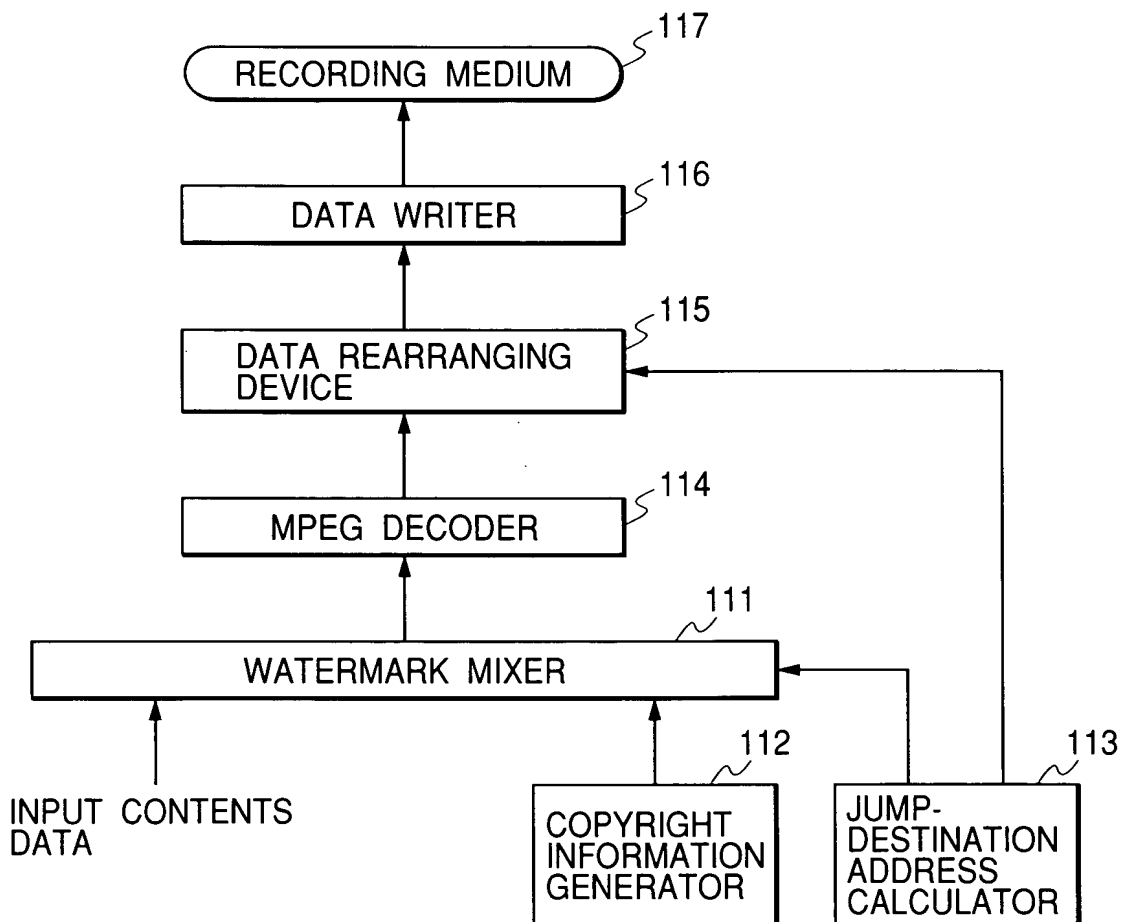 117
RECORDING MEDIUM
116
DATA WRITER
115
DATA REARRANGING
DEVICE
114
MPEG DECODER
111
WATERMARK MIXER
112
113
INPUT CONTENTS
DATA
COPYRIGHT
INFORMATION
GENERATOR
JUMP-
DESTINATION
ADDRESS
CALCULATOR